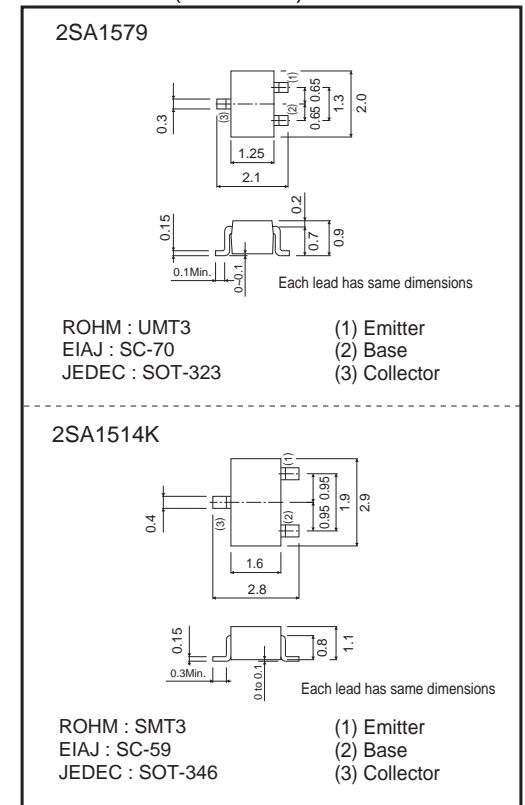 2SA1579
(1)
0.65
0.65
1.3
2.0
0.3
(3)
(2)
1.25
2.1
0.2
0.15
0.7
0.9
0.1Min.
0~0.1
Each lead has same dimensions
ROHM : UMT3
(1) Emitter
EIAJ : SC-70
(2) Base
JEDEC : SOT-323
(3) Collector
2SA1514K
(1)
0.95
0.95
1.9
2.9
0.4
(3)
(2)
1.6
2.8
0.15
0.8
1.1
0.3Min.
0 to 0.1
Each lead has same dimensions
ROHM : SMT3
(1) Emitter
EIAJ : SC-59
(2) Base
JEDEC : SOT-346
(3) Collector